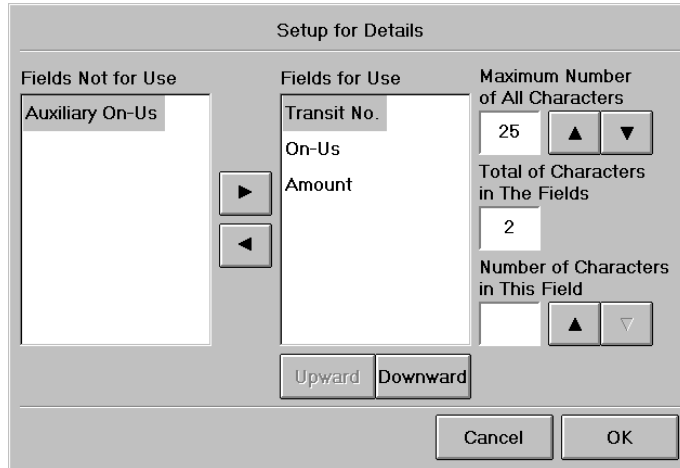 Setup for Details
Fields Not for Use
Auxiliary On-Us
Fields for Use
Transit No.
On-Us
Amount
Maximum Number
of All Characters
25
Total of Characters
in The Fields
2
Number of Characters
in This Field
Upward
Downward
Cancel
OK